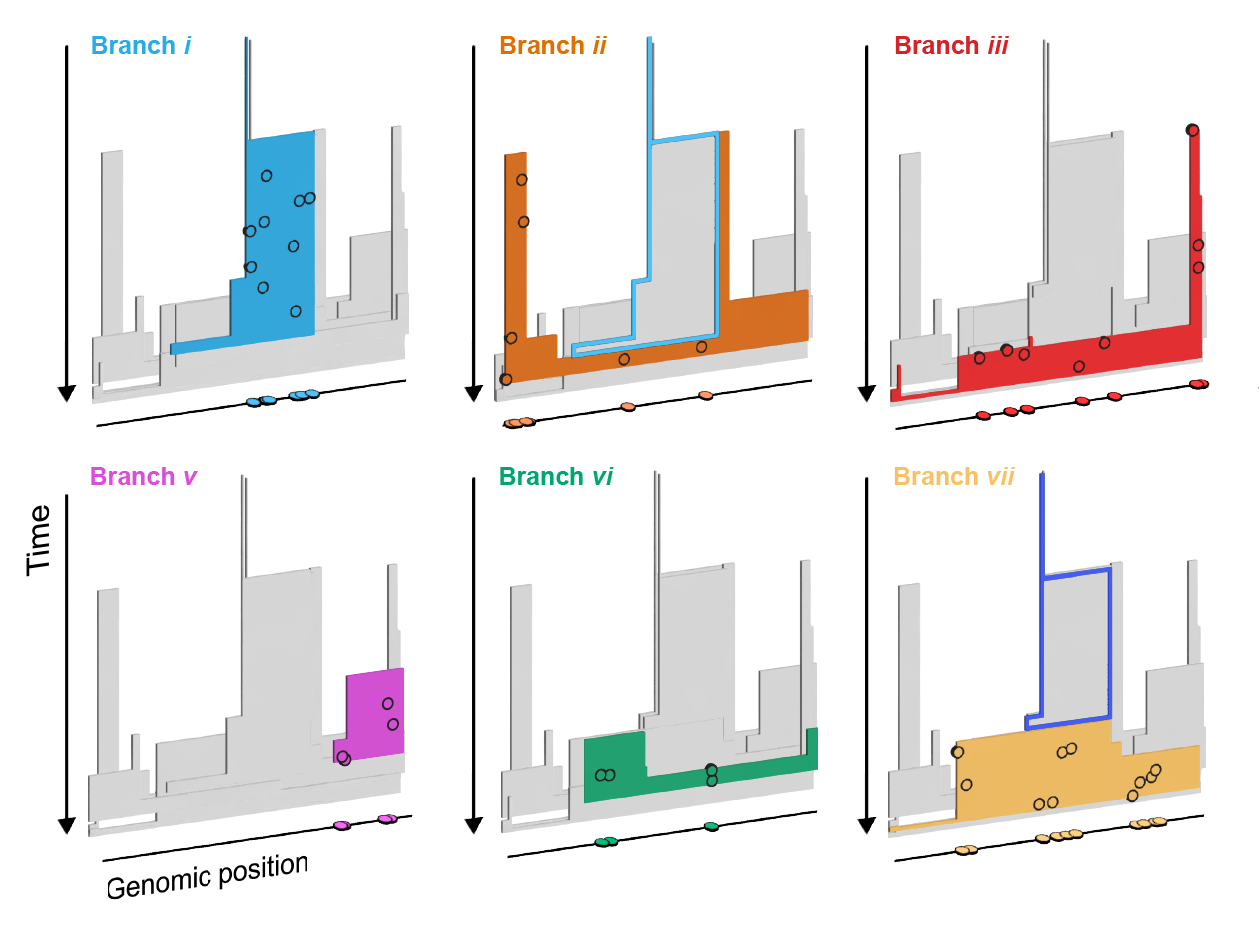 Branch i
Branch ii
Branch iii
Branch v
Branch vi
Branch vii
Time
Genomic position